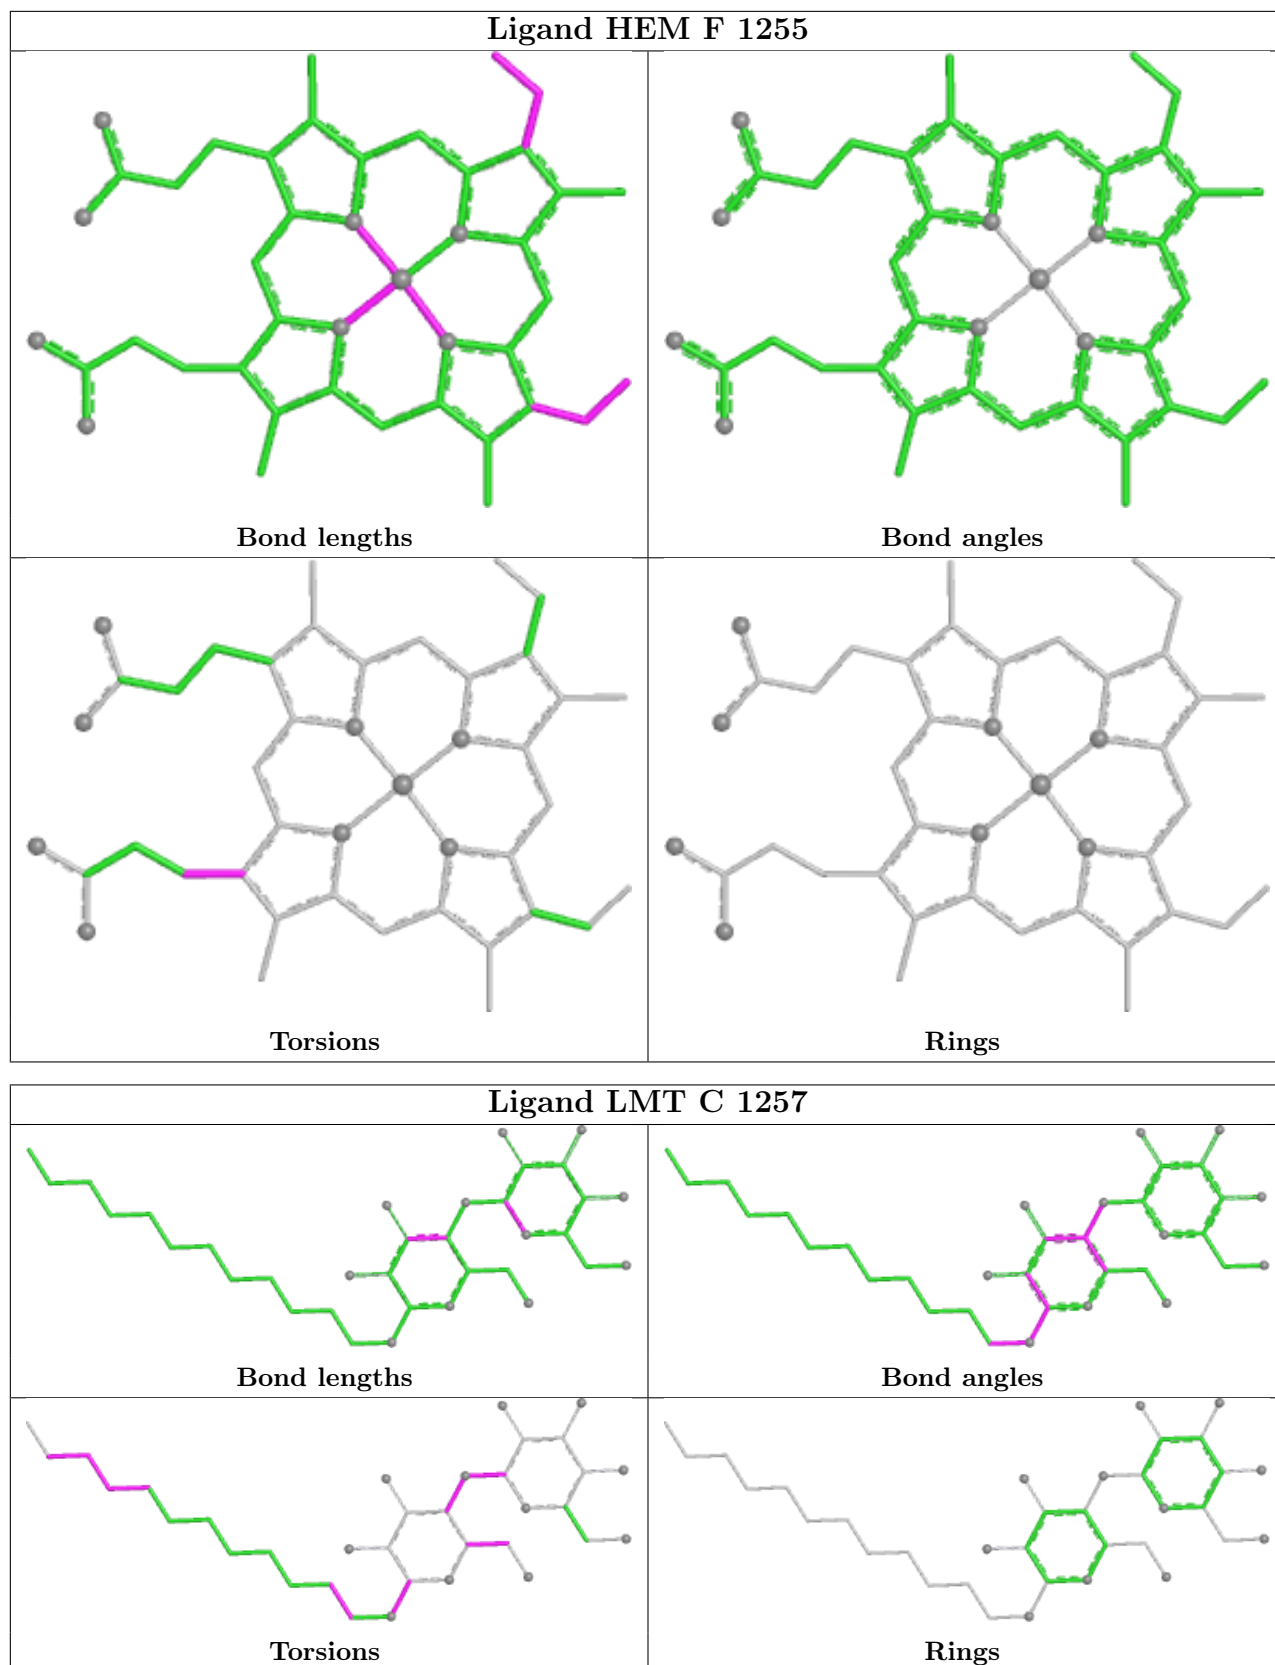 Ligand HEM F 1255
Bond lengths
Bond angles
Torsions
Rings
Ligand LMT C 1257
Bond lengths
Bond angles
Torsions
Rings